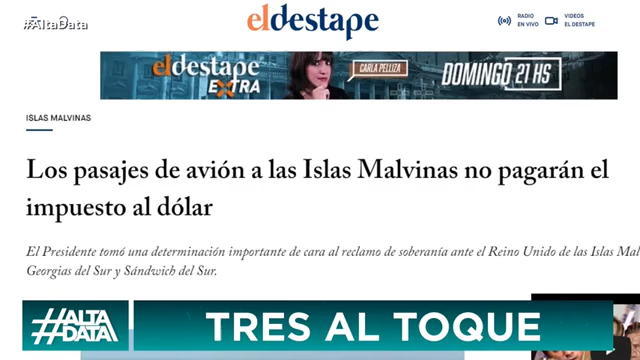 #AltaData
eldestape
RADIO
EN VIVO
VIDEOS
EL DESTAPE
eldestape
EXTRA
CARLA PELLIZA
DOMINGO 21 HS
ISLAS MALVINAS
Los pasajes de avión a las Islas Malvinas no pagarán el
impuesto al dólar
El Presidente tomó una determinación importante de cara al reclamo de soberanía ante el Reino Unido de las Islas Mal
Georgias del Sur y Sándwich del Sur.
#ALTA
DATA
TRES AL TOQUE